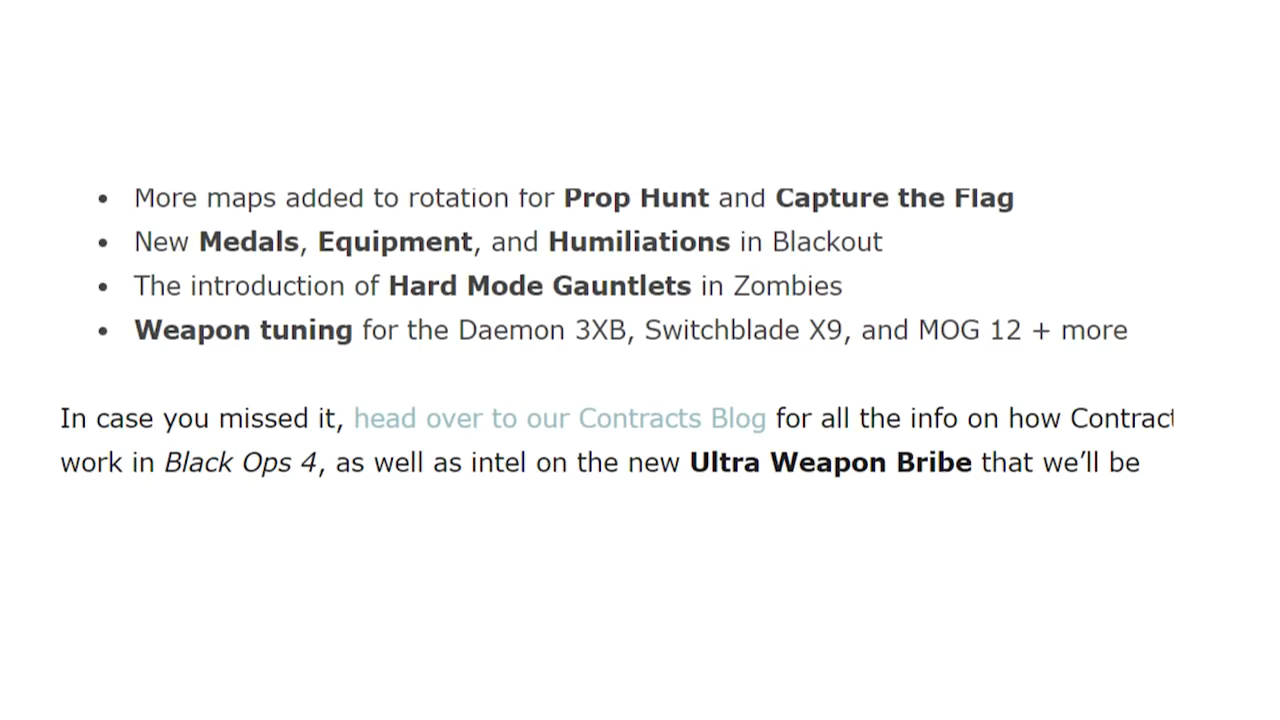 • More maps added to rotation for Prop Hunt and Capture the Flag
• New Medals, Equipment, and Humiliations in Blackout
• The introduction of Hard Mode Gauntlets in Zombies
• Weapon tuning for the Daemon 3XB, Switchblade X9, and MOG 12 + more
In case you missed it, head over to our Contracts Blog for all the info on how Contract
work in Black Ops 4, as well as intel on the new Ultra Weapon Bribe that we’ll be